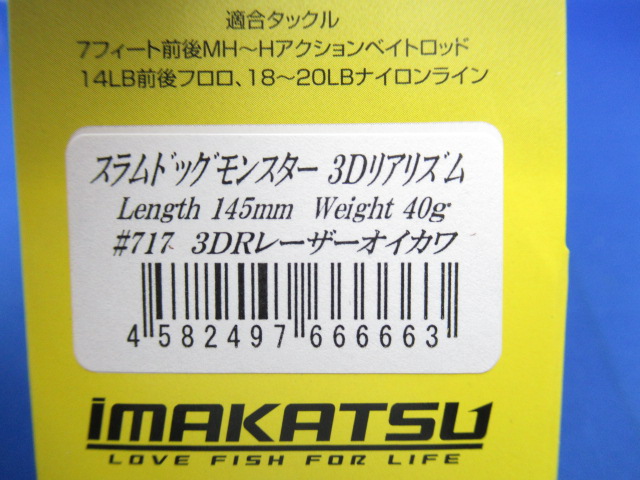 適合タックル
7フィート前後MH〜Hアクションベイトロッド
14LB前後フロロ、18〜20LBナイロンライン
スラムドッグモンスター 3Dリアリズム
Length 145mm Weight 40g
#717 3DRレーザーオイカワ
4 582497 666663
iMAKATSU
LOVE FISH FOR LIFE